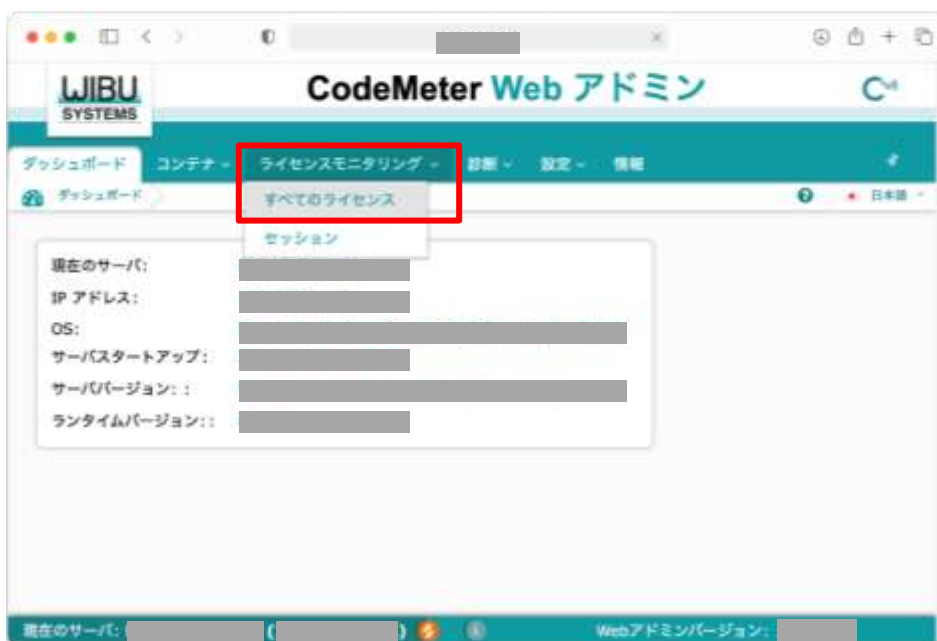 WIBU
SYSTEMS
CodeMeter Web アドミン
ダッシュボード コンテナ ライセンスモニタリング 診断 設定 情報
ダッシュボード
日本語
すべてのライセンス
セッション
現在のサーバ:
IP アドレス:
OS:
サーバスタートアップ:
サーババージョン: :
ランタイムバージョン: :
現在のサーバ: ( ) Webアドミンバージョン: